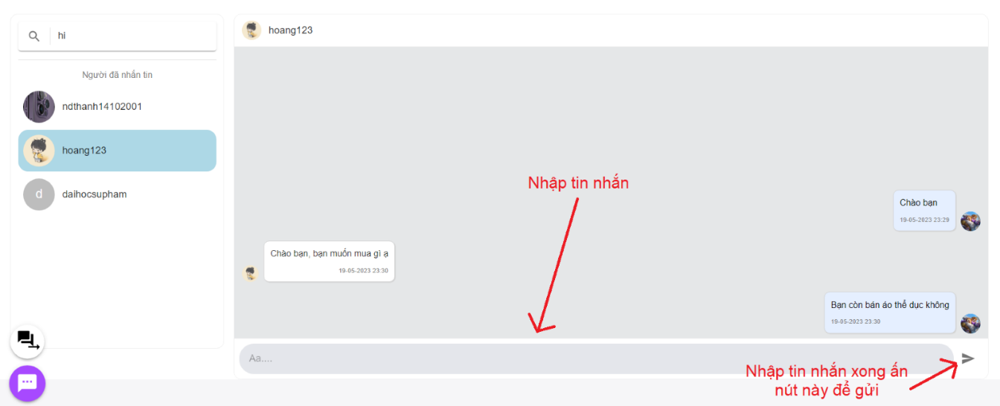 hi
Người đã nhắn tin
ndthanh14102001
hoang123
d
daihocsupham
hoang123
Nhập tin nhắn
Chào bạn
19-05-2023 23:29
Chào bạn, bạn muốn mua gì ạ
19-05-2023 23:30
Bạn còn bán áo thể dục không
19-05-2023 23:30
Aa....
Nhập tin nhắn xong ấn
nút này để gửi